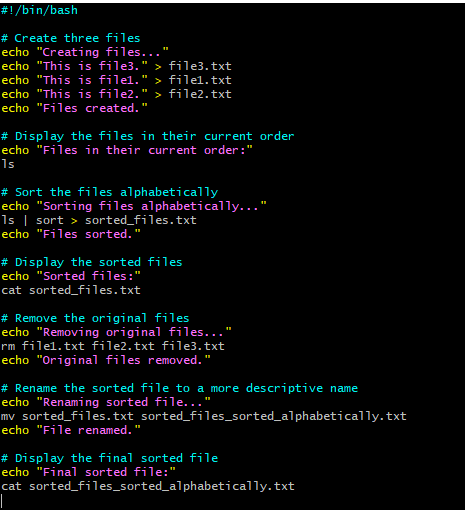 #!/bin/bash

# Create three files
echo "Creating files..."
echo "This is file3." > file3.txt
echo "This is file1." > file1.txt
echo "This is file2." > file2.txt
echo "Files created."

# Display the files in their current order
echo "Files in their current order:"
ls

# Sort the files alphabetically
echo "Sorting files alphabetically..."
ls | sort > sorted_files.txt
echo "Files sorted."

# Display the sorted files
echo "Sorted files:"
cat sorted_files.txt

# Remove the original files
echo "Removing original files..."
rm file1.txt file2.txt file3.txt
echo "Original files removed."

# Rename the sorted file to a more descriptive name
echo "Renaming sorted file..."
mv sorted_files.txt sorted_files_sorted_alphabetically.txt
echo "File renamed."

# Display the final sorted file
echo "Final sorted file:"
cat sorted_files_sorted_alphabetically.txt